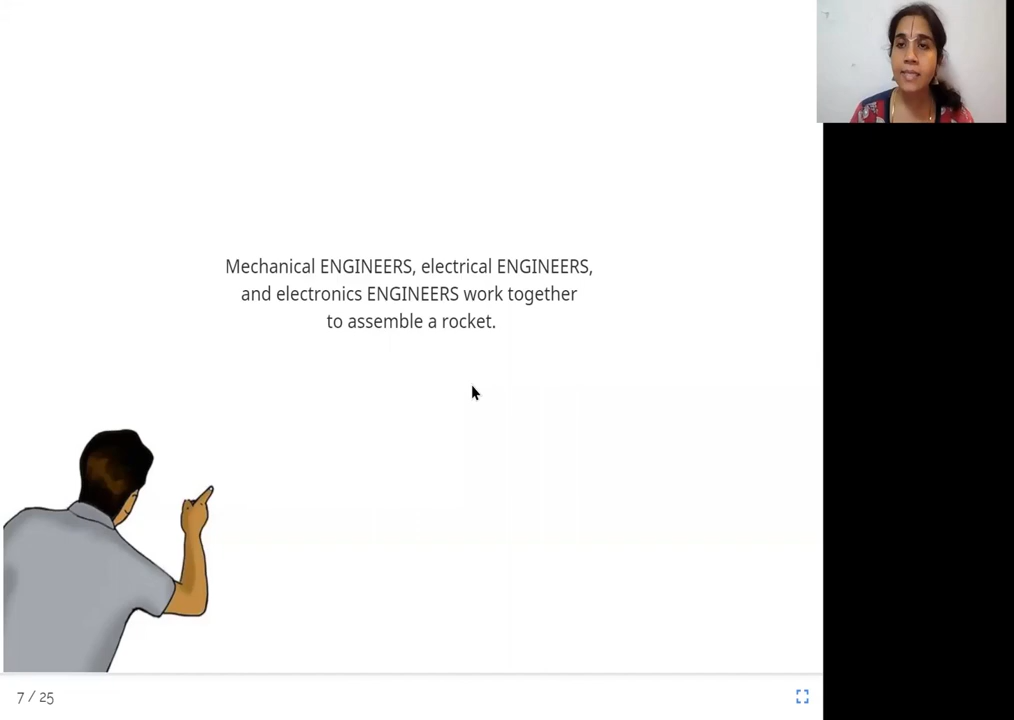 Mechanical ENGINEERS, electrical ENGINEERS,
and electronics ENGINEERS work together
to assemble a rocket.
7 / 25